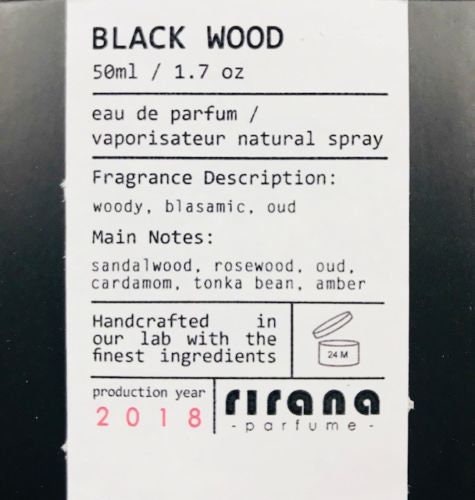 BLACK WOOD
50ml / 1.7 oz
eau de parfum /
vaporisateur natural spray
Fragrance Description:
woody, blasamic, oud
Main Notes:
sandalwood, rosewood, oud,
cardamom, tonka bean, amber
Handcrafted in
our lab with the
finest ingredients
24 M
production year
2018
rirana
- parfume -